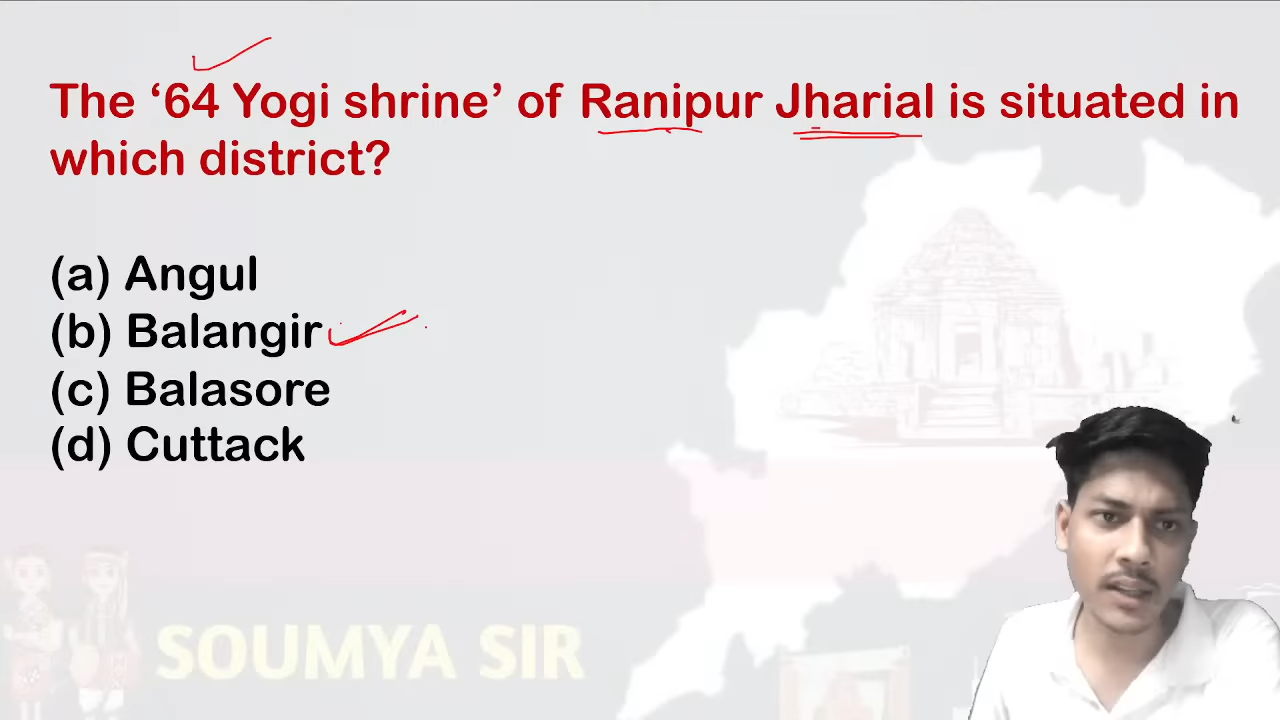 The ‘64 Yogi shrine’ of Ranipur Jharial is situated in
which district?
(a) Angul
(b) Balangir
(c) Balasore
(d) Cuttack
SOUMYA SIR